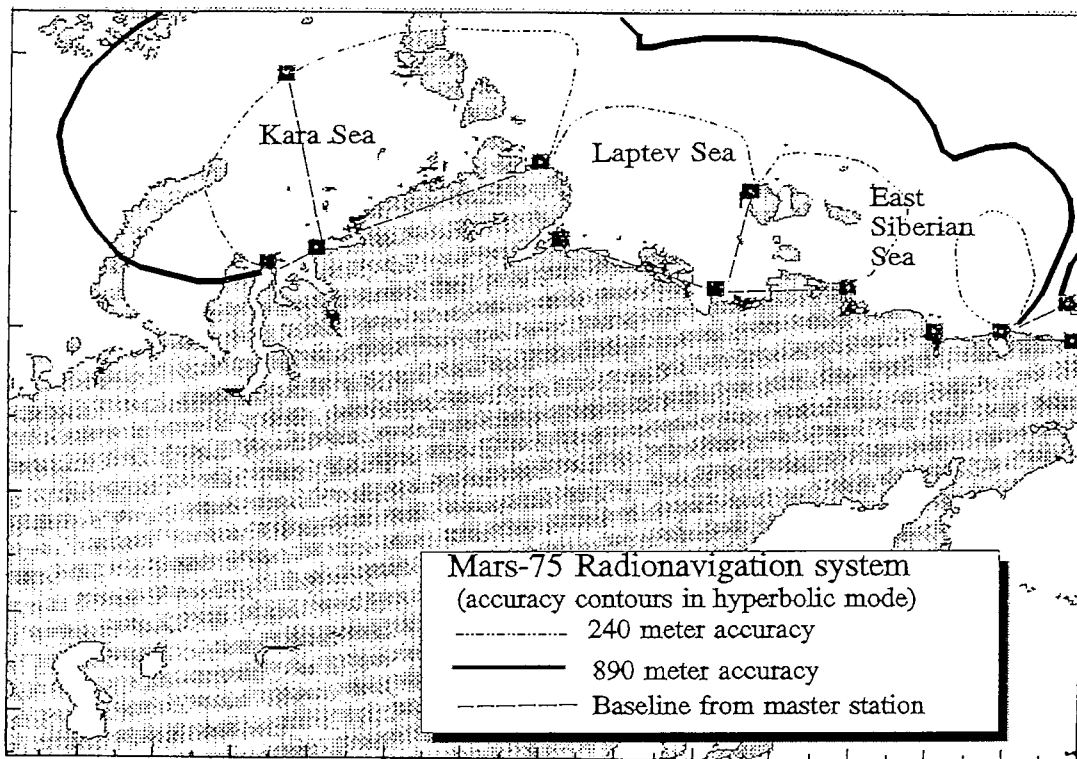 Kara Sea
Laptev Sea
East
Siberian
Sea
Mars-75 Radionavigation system
(accuracy contours in hyperbolic mode)
240 meter accuracy
890 meter accuracy
Baseline from master station